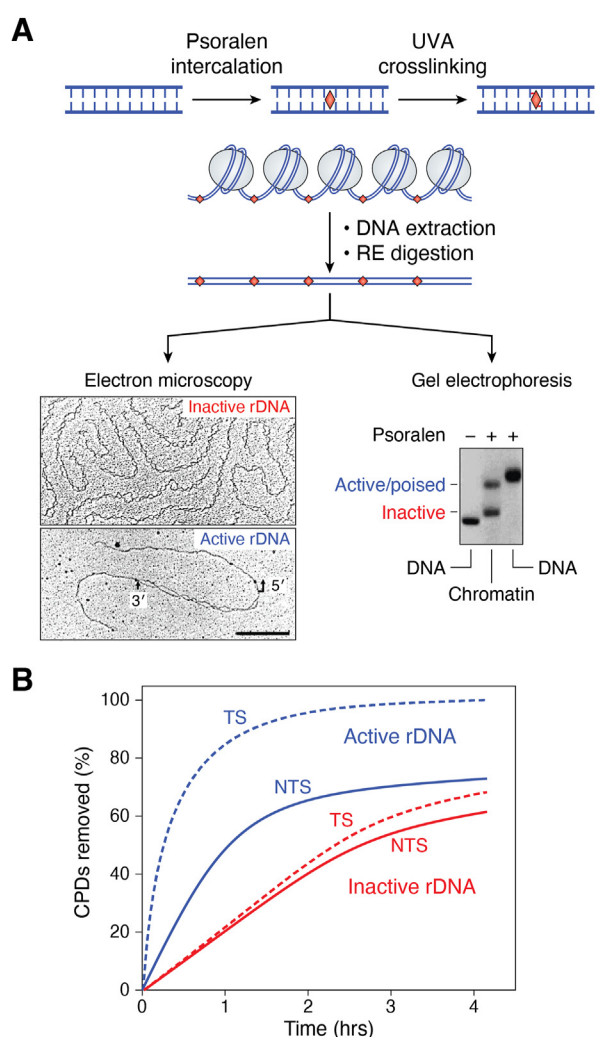 A
Psoralen
intercalation
UVA
crosslinking
• DNA extraction
• RE digestion
Electron microscopy
Gel electrophoresis
Inactive rDNA
Active rDNA
5′
3′
Psoralen − + +
Active/poised
Inactive
DNA
DNA
Chromatin
B
100
80
60
40
20
0
CPDs removed (%)
TS
Active rDNA
NTS
TS
NTS
Inactive rDNA
0 1 2 3 4
Time (hrs)